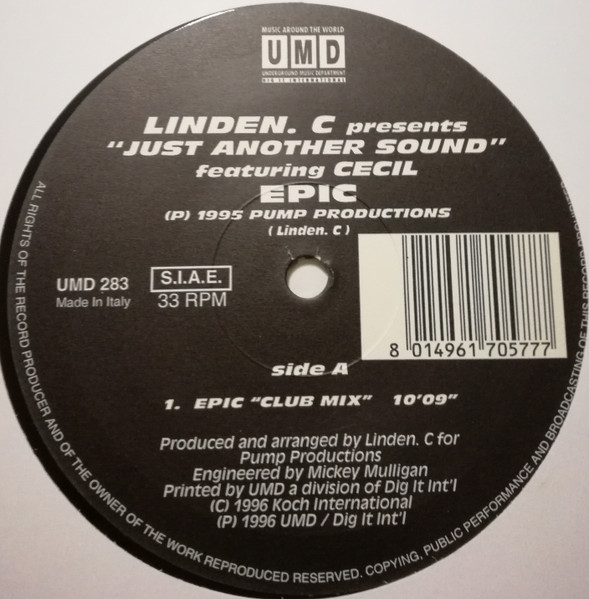 MUSIC AROUND THE WORLD
UMD
UNDERGROUND MUSIC DEPARTMENT
DIG IT INTERNATIONAL
LINDEN. C presents
"JUST ANOTHER SOUND"
featuring CECIL
EPIC
(P) 1995 PUMP PRODUCTIONS
( Linden. C )
UMD 283
Made In Italy
S.I.A.E.
33 RPM
8 014961 705777
side A
1. EPIC "CLUB MIX" 10'09"
Produced and arranged by Linden. C for
Pump Productions
Engineered by Mickey Mulligan
Printed by UMD a division of Dig It Int'l
(C) 1996 Koch International
(P) 1996 UMD / Dig It Int'l
ALL RIGHTS OF THE RECORD PRODUCER AND OF THE OWNER OF THE WORK REPRODUCED RESERVED. COPYING, PUBLIC PERFORMANCE AND BROADCASTING OF THIS RECORD PROHIBITED